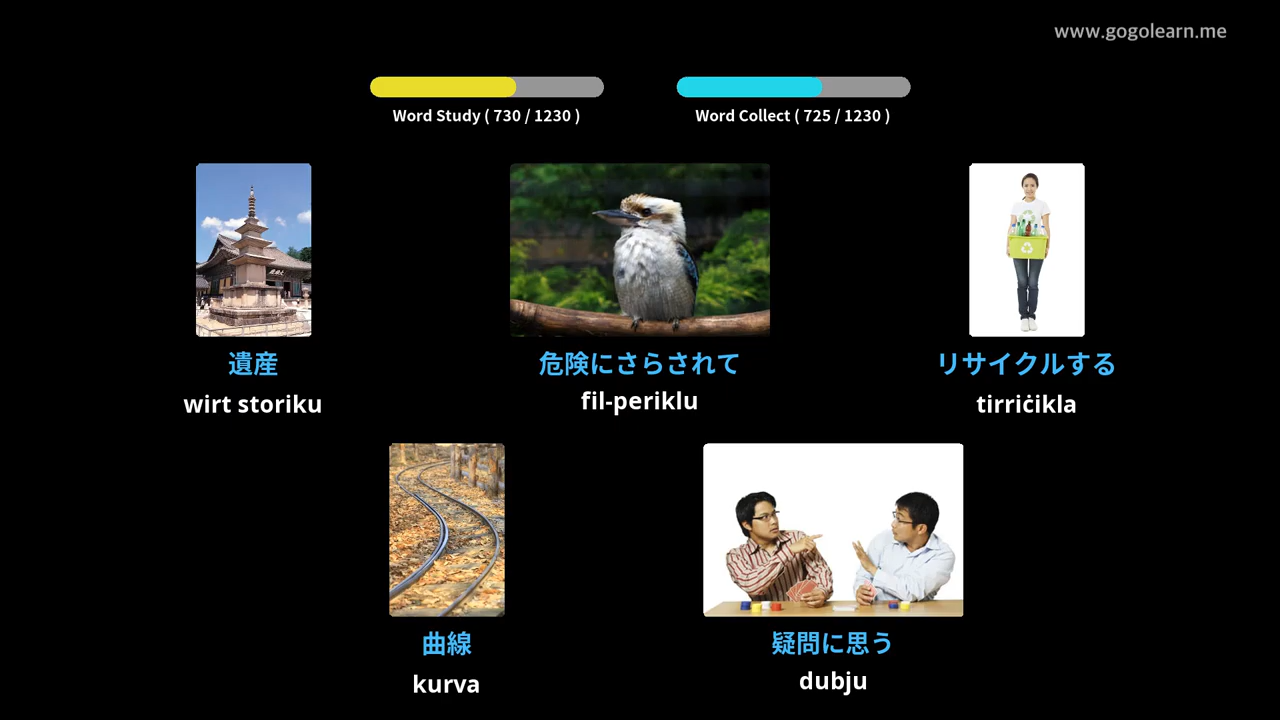 www.gogolearn.me
Word Study ( 730 / 1230 )
Word Collect ( 725 / 1230 )
遺産
wirt storiku
危険にさらされて
fil-periklu
リサイクルする
tirriċikla
曲線
kurva
疑問に思う
dubju